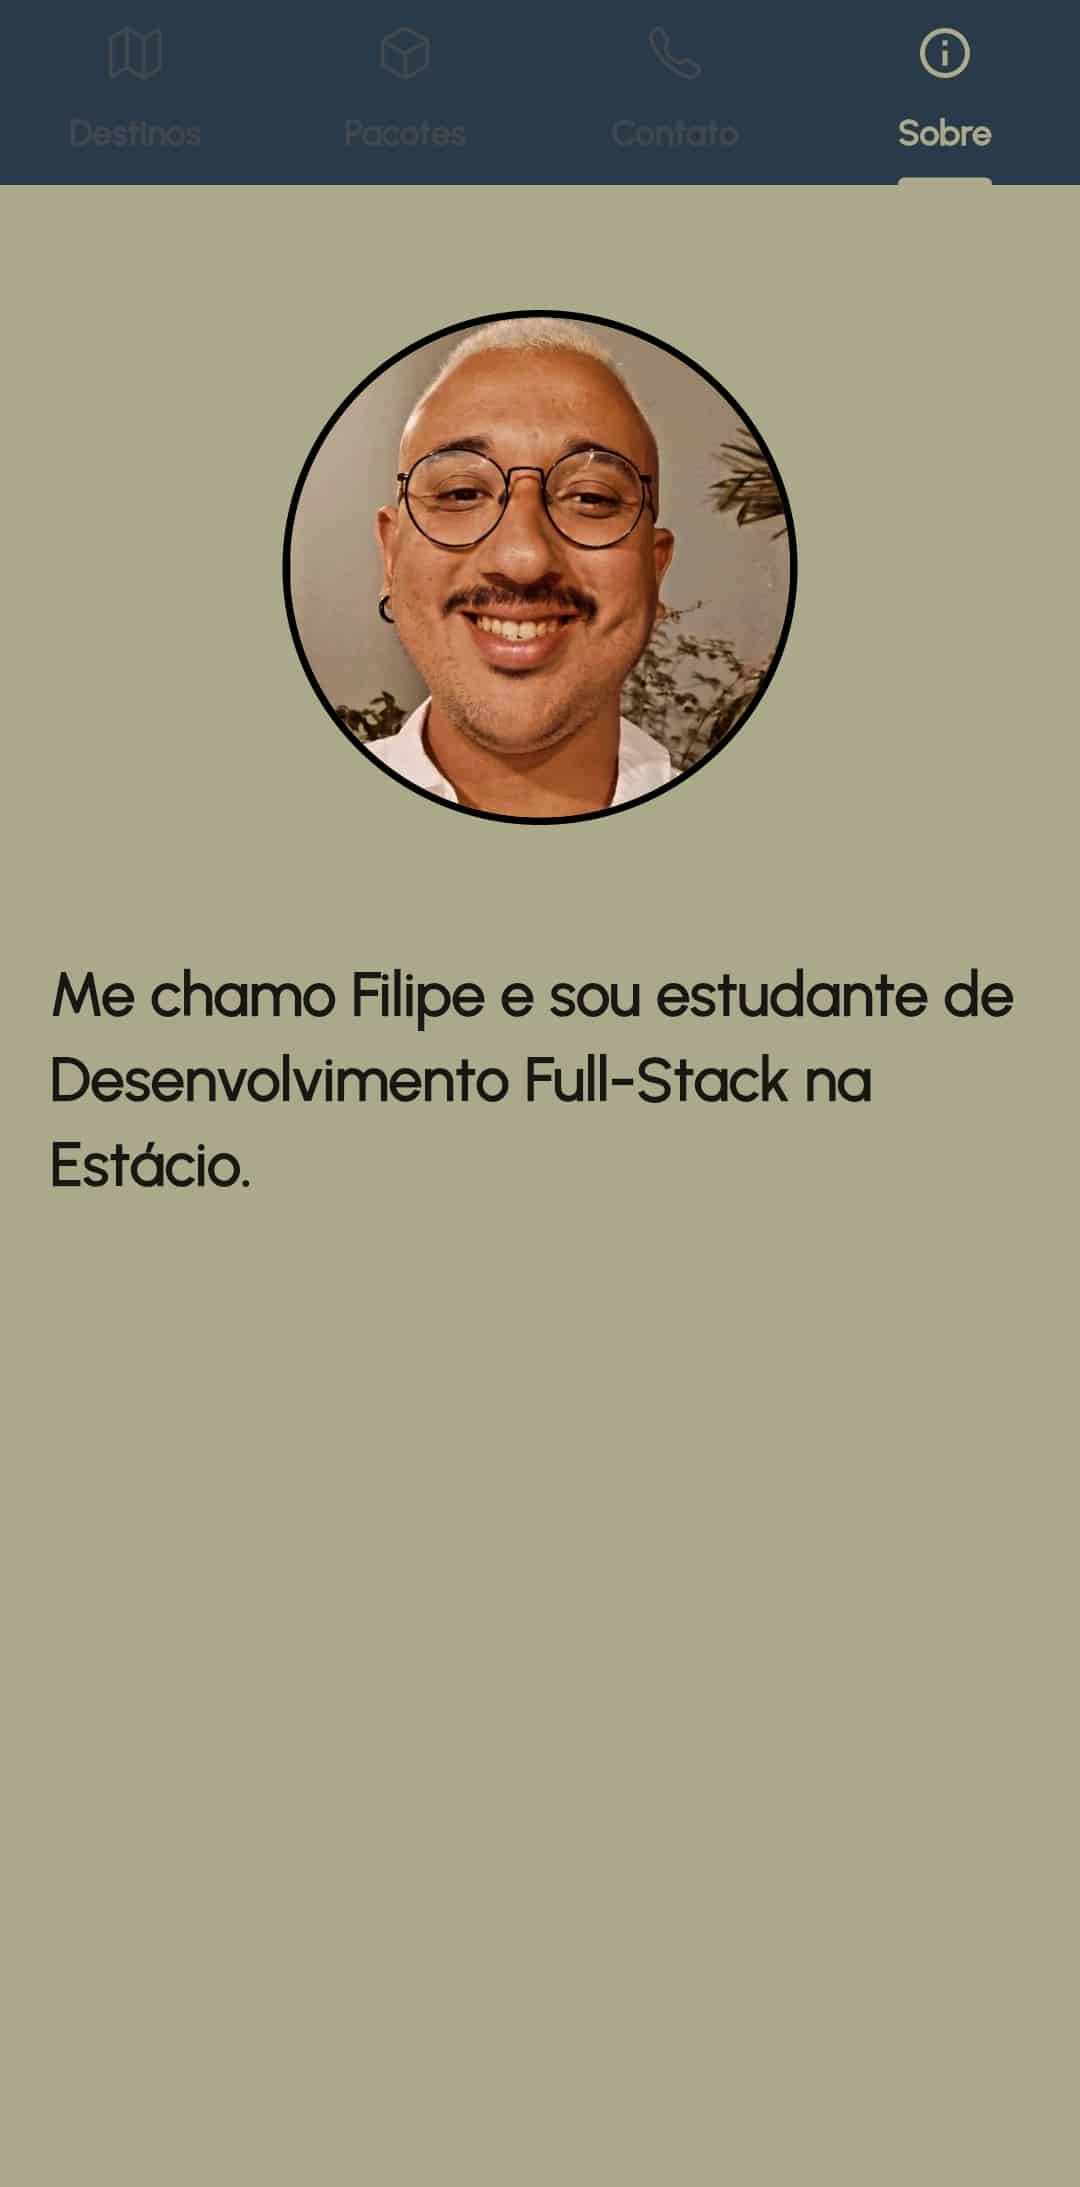 Destinos Pacotes Contato Sobre
Me chamo Filipe e sou estudante de
Desenvolvimento Full-Stack na
Estácio.